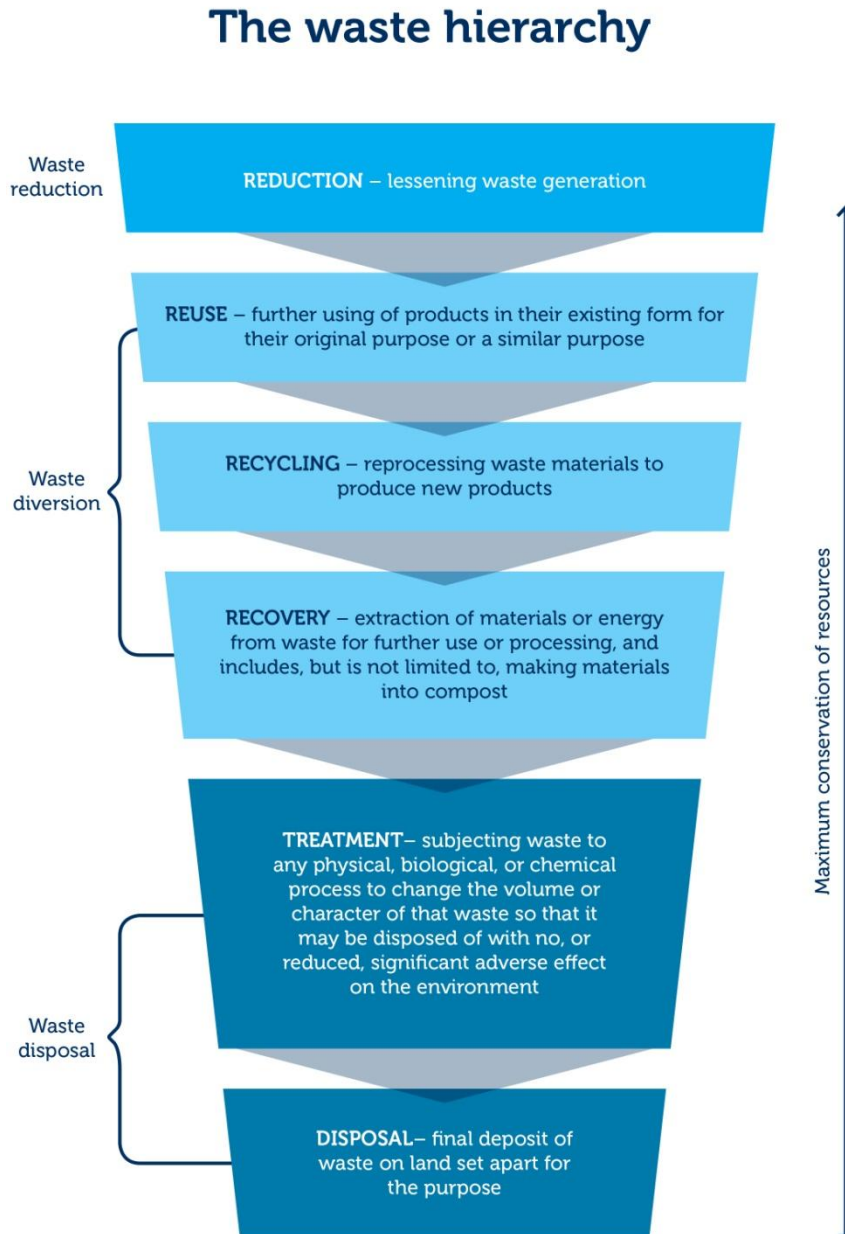 The waste hierarchy
Waste
reduction
REDUCTION – lessening waste generation
REUSE – further using of products in their existing form for
their original purpose or a similar purpose
Waste
diversion
RECYCLING – reprocessing waste materials to
produce new products
RECOVERY – extraction of materials or energy
from waste for further use or processing, and
includes, but is not limited to, making materials
into compost
Maximum conservation of resources
TREATMENT– subjecting waste to
any physical, biological, or chemical
process to change the volume or
character of that waste so that it
may be disposed of with no, or
reduced, significant adverse effect
on the environment
Waste
disposal
DISPOSAL– final deposit of
waste on land set apart for
the purpose